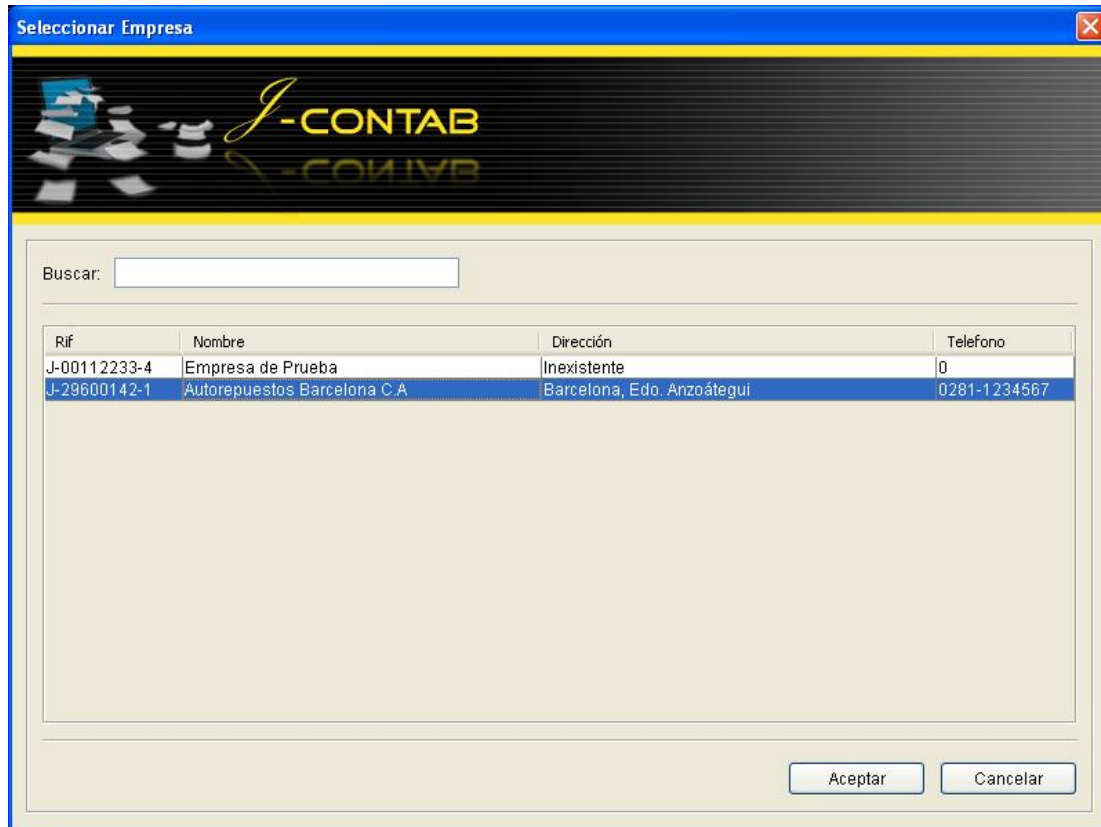 Seleccionar Empresa
J-CONTAB
Buscar:
Rif Nombre Dirección Telefono
J-00112233-4 Empresa de Prueba Inexistente 0
J-29600142-1 Autorepuestos Barcelona C.A Barcelona, Edo. Anzoátegui 0281-1234567
Aceptar Cancelar